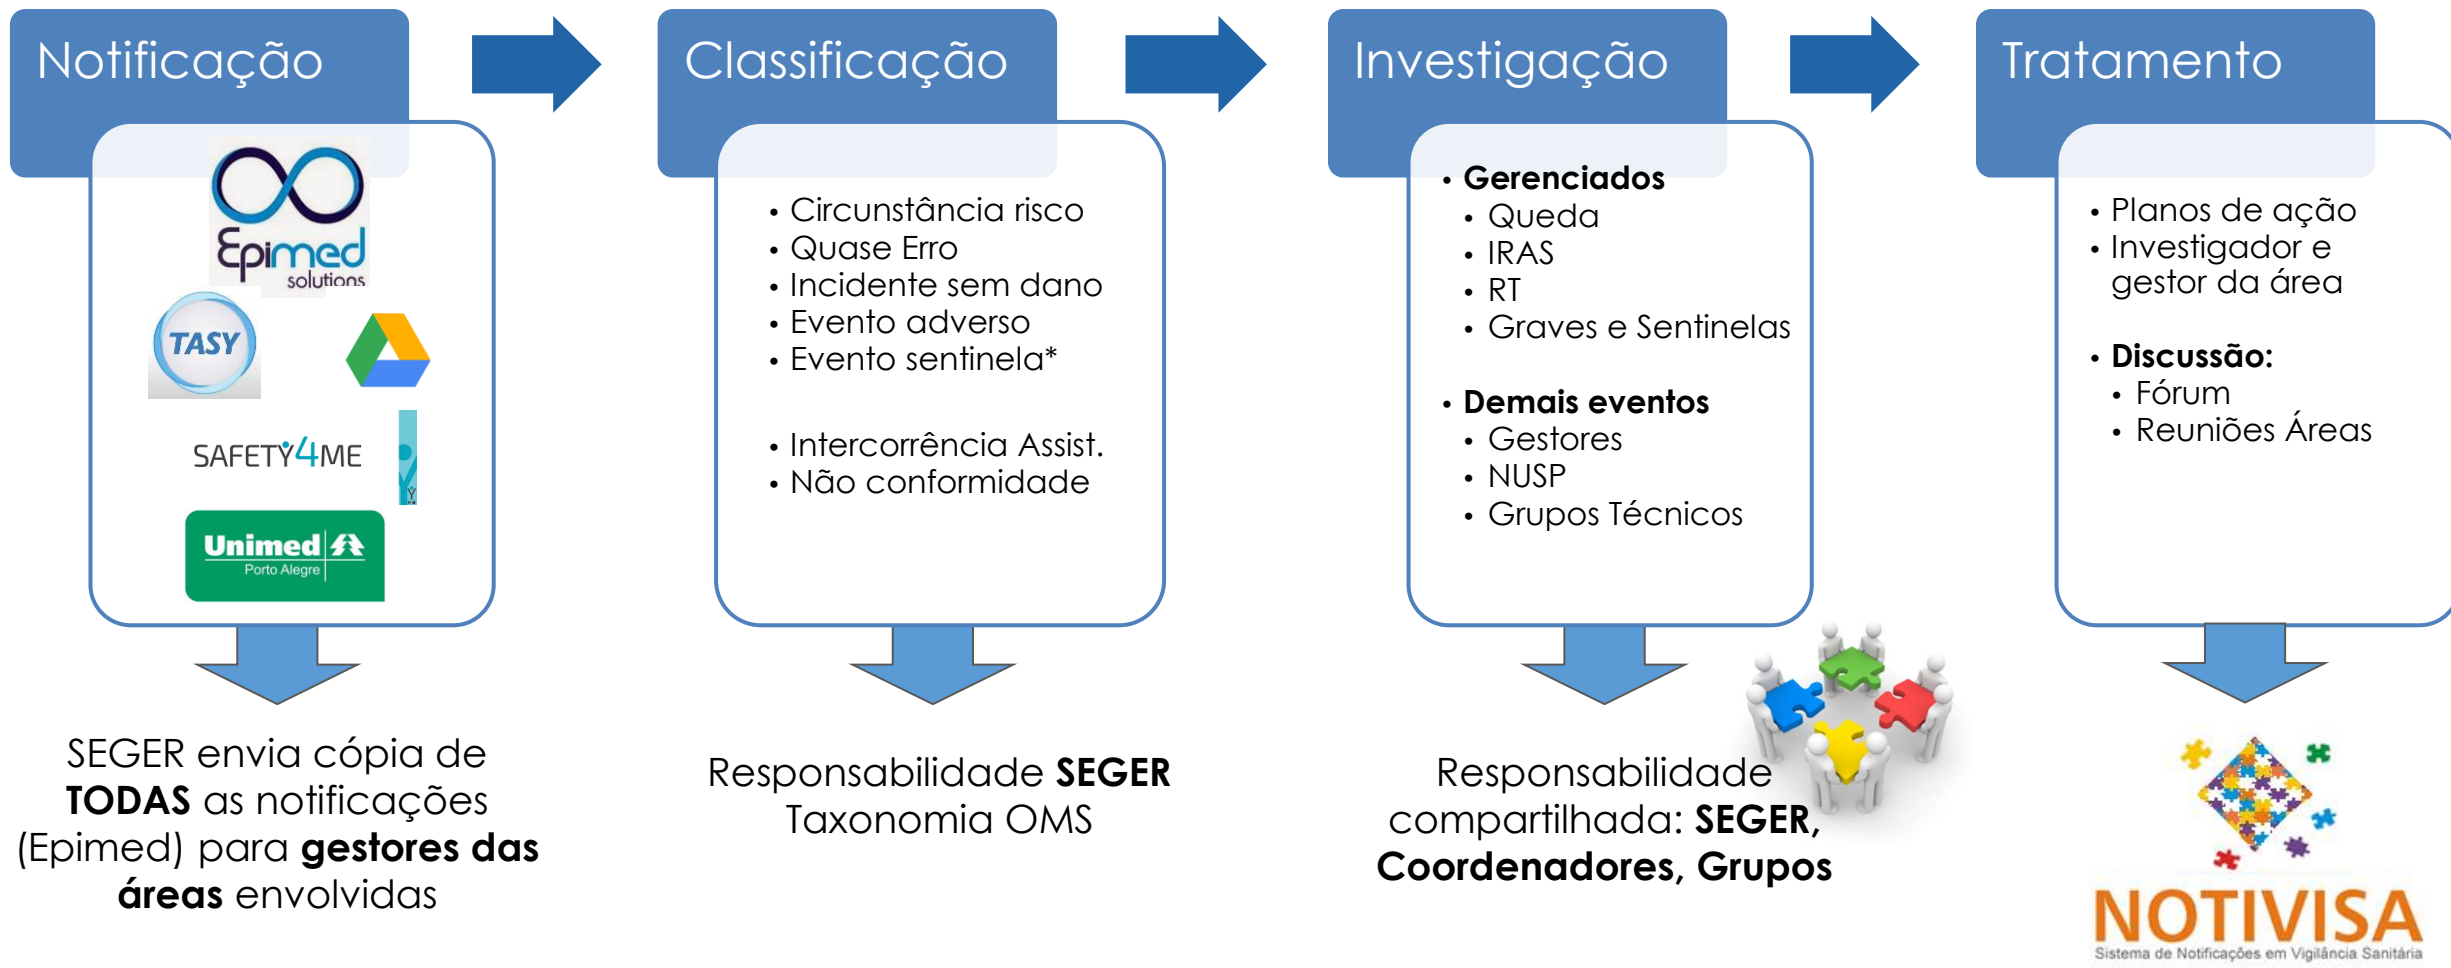 Notificação
Epimed
solutions
TASY
SAFETY4ME
Unimed
Porto Alegre
SEGER envia cópia de
TODAS as notificações
(Epimed) para gestores das
áreas envolvidas
Classificação
• Circunstância risco
• Quase Erro
• Incidente sem dano
• Evento adverso
• Evento sentinela*
• Intercorrência Assist.
• Não conformidade
Responsabilidade SEGER
Taxonomia OMS
Investigação
• Gerenciados
• Queda
• IRAS
• RT
• Graves e Sentinelas
• Demais eventos
• Gestores
• NUSP
• Grupos Técnicos
Responsabilidade
compartilhada: SEGER,
Coordenadores, Grupos
Tratamento
• Planos de ação
• Investigador e
gestor da área
• Discussão:
• Fórum
• Reuniões Áreas
NOTIVISA
Sistema de Notificações em Vigilância Sanitária